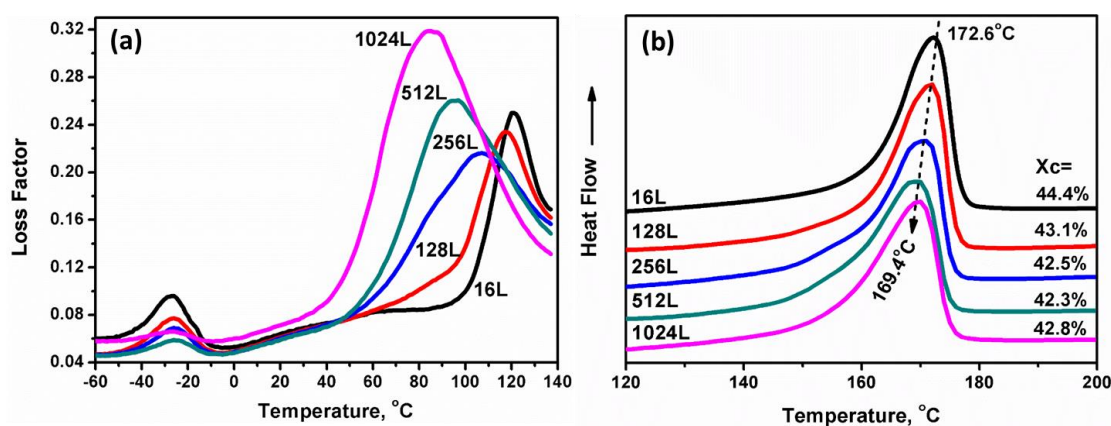 (a)
0.32
0.28
0.24
0.20
0.16
0.12
0.08
0.04
Loss Factor
1024L
512L
256L
128L
16L
-60 -40 -20 0 20 40 60 80 100 120 140
Temperature, °C
(b)
Heat Flow
172.6°C
169.4°C
Xc=
16L 44.4%
128L 43.1%
256L 42.5%
512L 42.3%
1024L 42.8%
120 140 160 180 200
Temperature, °C